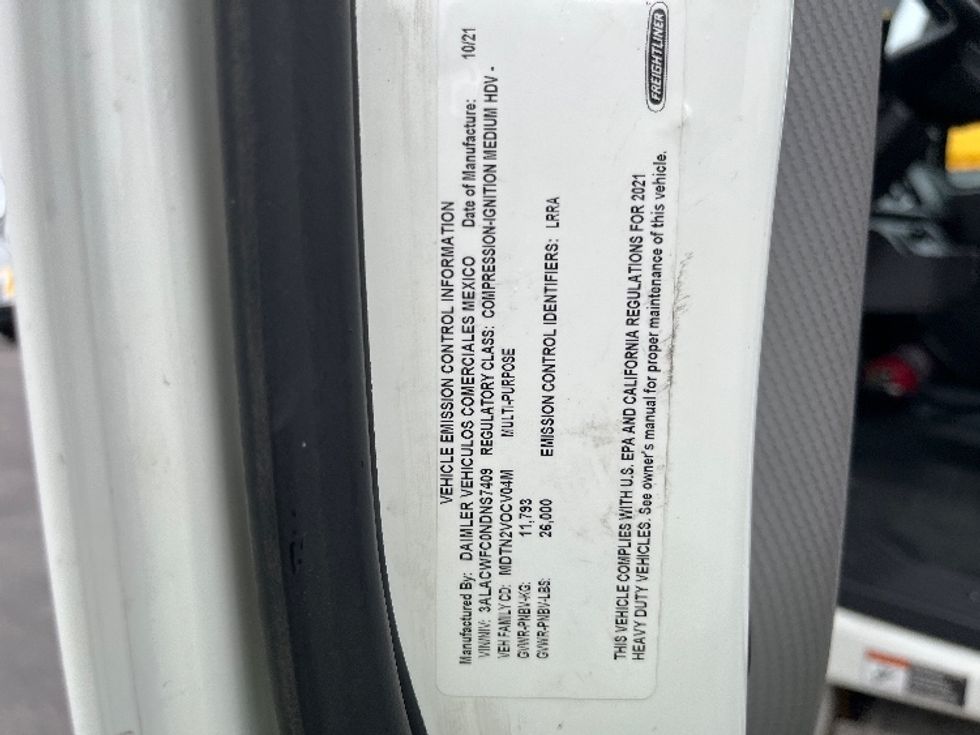 VEHICLE EMISSION CONTROL INFORMATION
Manufactured By: DAIMLER VEHICULOS COMERCIALES MEXICO Date of Manufacture: 10/21
VIN/NIV: 3ALACWFC0NDNS7409 REGULATORY CLASS: COMPRESSION-IGNITION MEDIUM HDV -
VEH FAMILY CD: MDTN2VOCV04M MULTI-PURPOSE
GVWR-PNBV-KG: 11,793
GVWR-PNBV-LBS: 26,000 EMISSION CONTROL IDENTIFIERS: LRRA
THIS VEHICLE COMPLIES WITH U.S. EPA AND CALIFORNIA REGULATIONS FOR 2021
HEAVY DUTY VEHICLES. See owner's manual for proper maintenance of this vehicle.
FREIGHTLINER